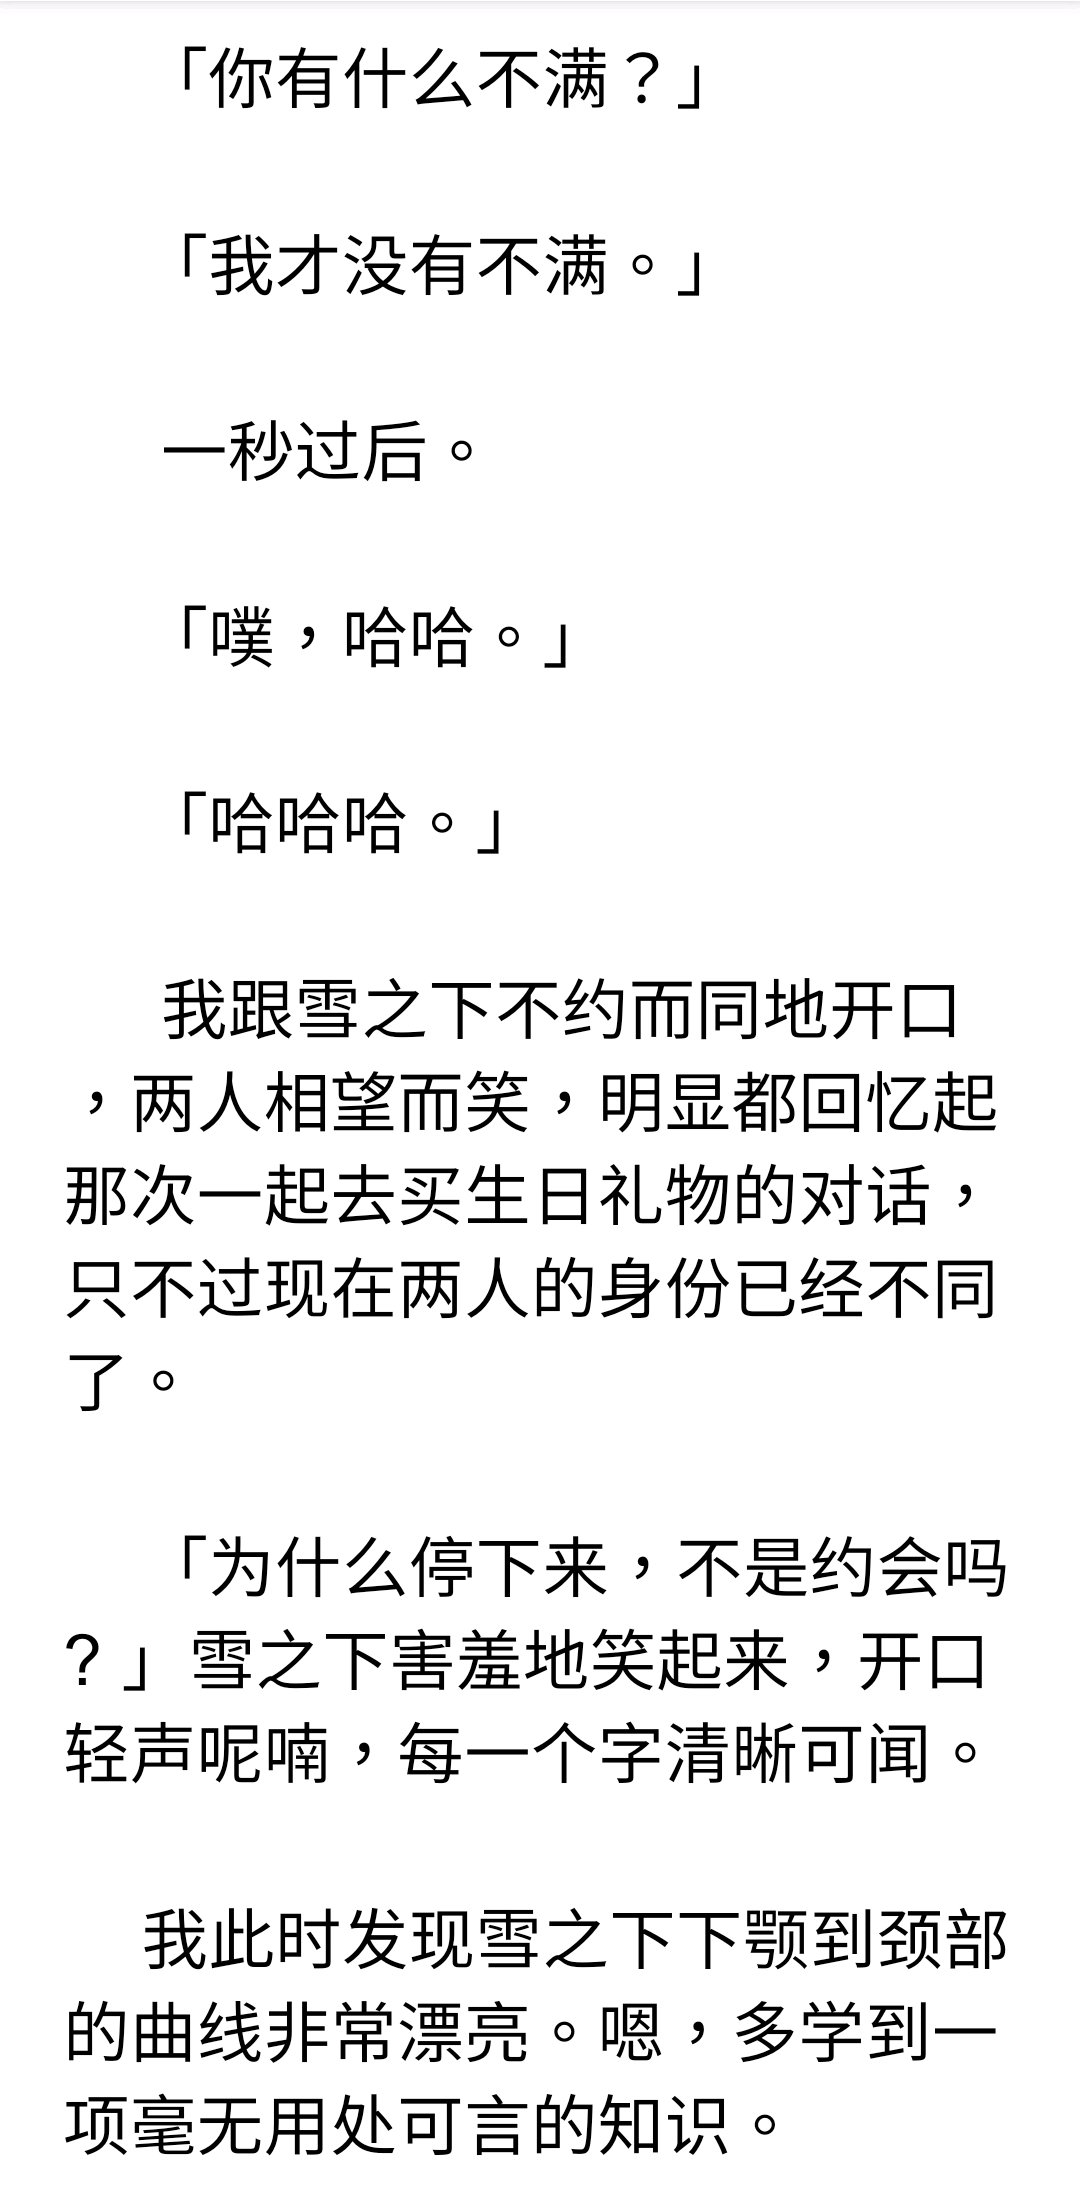 「你有什么不满？」
「我才没有不满。」
一秒过后。
「噗，哈哈。」
「哈哈哈。」
我跟雪之下不约而同地开口
，两人相望而笑，明显都回忆起
那次一起去买生日礼物的对话，
只不过现在两人的身份已经不同
了。
「为什么停下来，不是约会吗
？」雪之下害羞地笑起来，开口
轻声呢喃，每一个字清晰可闻。
我此时发现雪之下下颚到颈部
的曲线非常漂亮。嗯，多学到一
项毫无用处可言的知识。